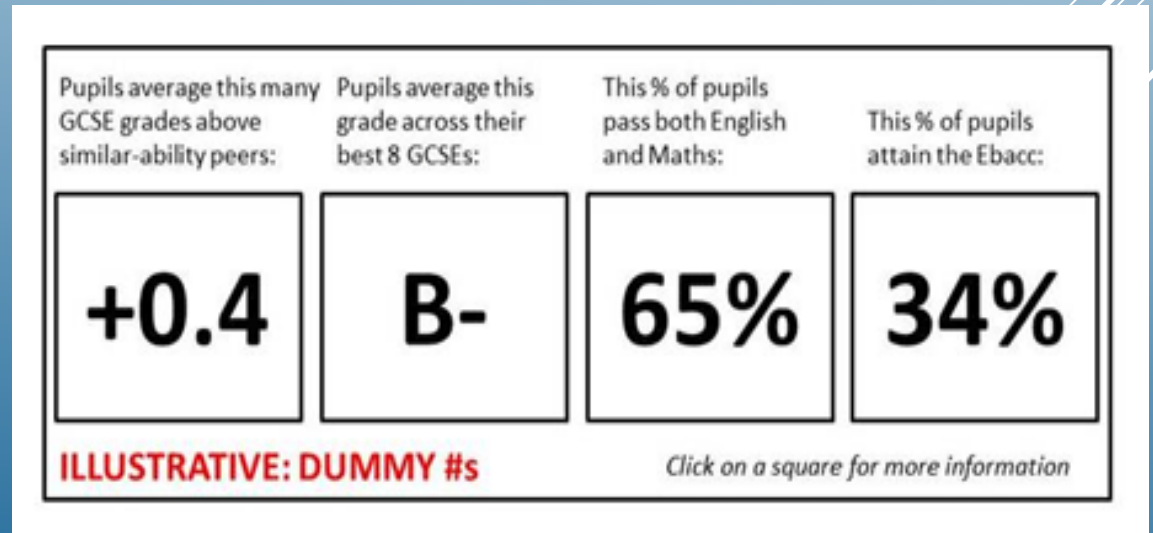 Pupils average this many
GCSE grades above
similar-ability peers:
Pupils average this
grade across their
best 8 GCSEs:
This % of pupils
pass both English
and Maths:
This % of pupils
attain the Ebacc:
+0.4
B-
65%
34%
ILLUSTRATIVE: DUMMY #s
Click on a square for more information